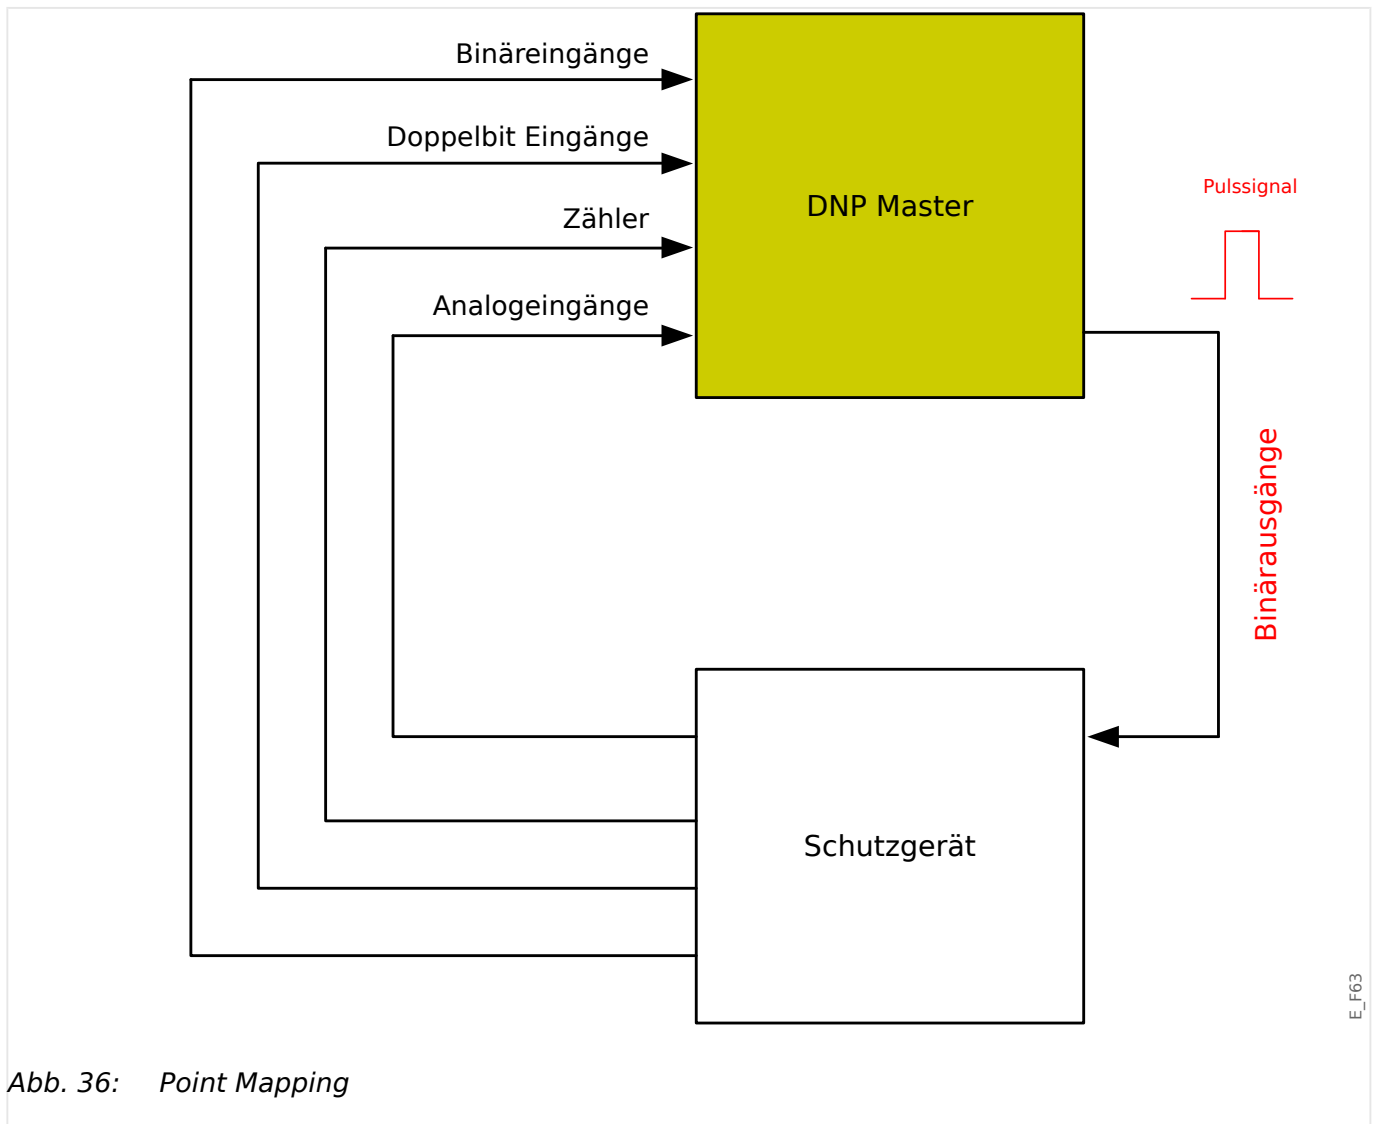 Binäreingänge
Doppelbit Eingänge
Zähler
Analogeingänge
DNP Master
Pulssignal
Binärausgänge
Schutzgerät
E_F63
Abb. 36: Point Mapping